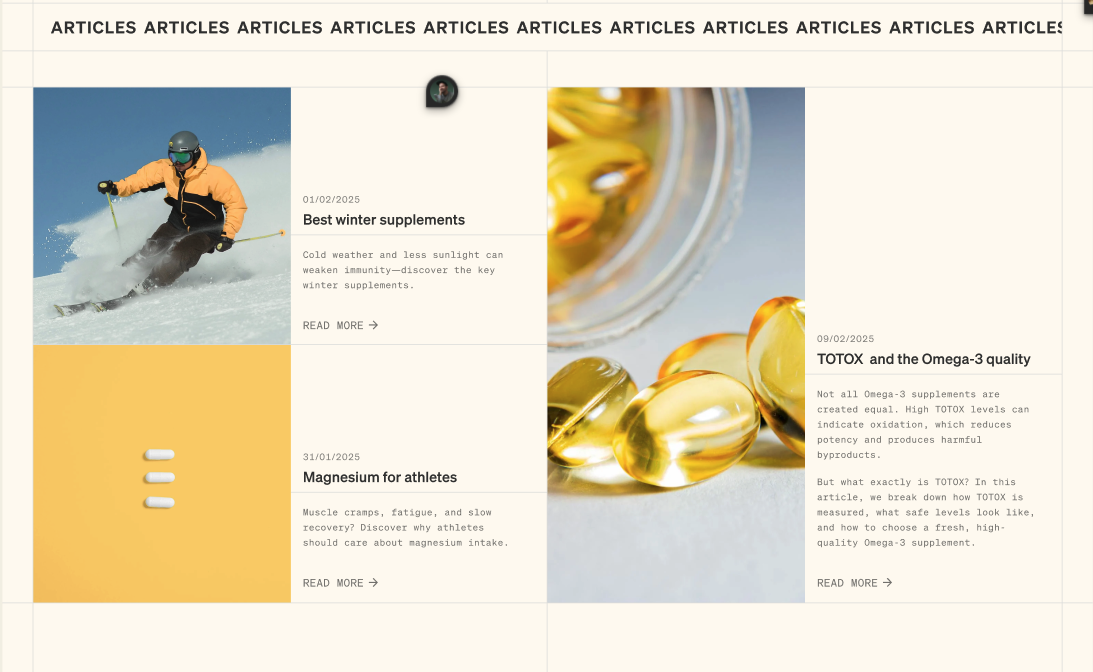 ARTICLES ARTICLES ARTICLES ARTICLES ARTICLES ARTICLES ARTICLES ARTICLES ARTICLES ARTICLES ARTICLES
01/02/2025
Best winter supplements
Cold weather and less sunlight can
weaken immunity—discover the key
winter supplements.
READ MORE →
31/01/2025
Magnesium for athletes
Muscle cramps, fatigue, and slow
recovery? Discover why athletes
should care about magnesium intake.
READ MORE →
09/02/2025
TOTOX  and the Omega-3 quality
Not all Omega-3 supplements are
created equal. High TOTOX levels can
indicate oxidation, which reduces
potency and produces harmful
byproducts.
But what exactly is TOTOX? In this
article, we break down how TOTOX is
measured, what safe levels look like,
and how to choose a fresh, high-
quality Omega-3 supplement.
READ MORE →